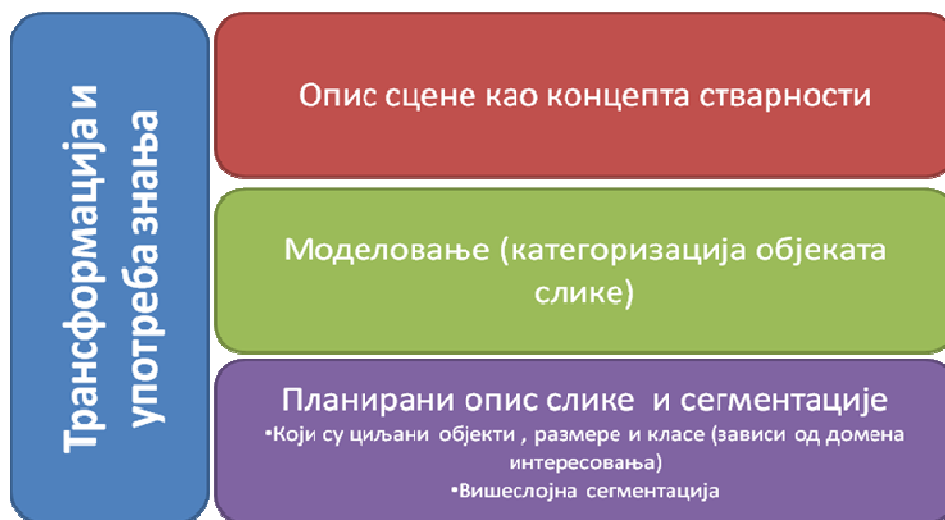 Трансформација и
употреба знања
Опис сцене као концепта стварности
Моделовање (категоризација објеката
слике)
Планирани опис слике и сегментације
•Који су циљани објекти , размере и класе (зависи од домена
интересовања)
•Вишеслојна сегментација